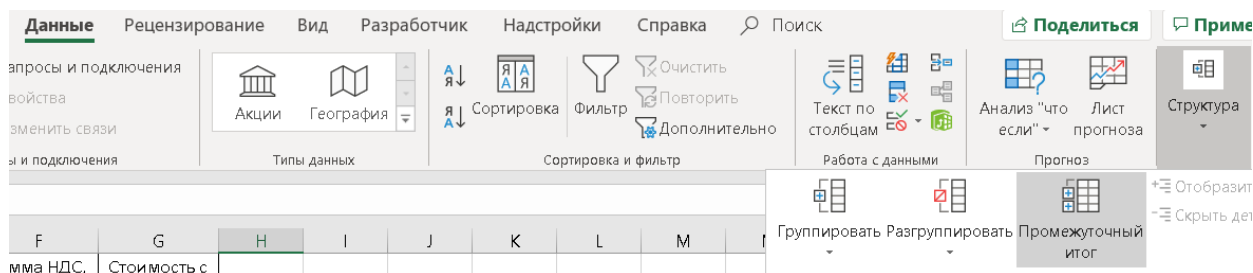 Данные Рецензирование Вид Разработчик Надстройки Справка Поиск Поделиться Приме
апросы и подключения
войства
зменить связи
ы и подключения
Акции География
Типы данных
Сортировка Фильтр
Очистить
Повторить
Дополнительно
Сортировка и фильтр
Текст по
столбцам
Работа с данными
Анализ "что
если"
Лист
прогноза
Прогноз
Структура
Группировать Разгруппировать Промежуточный
итог
Отобразит
Скрыть дет
F G H I J K L M
мма НДС, Стоимость с